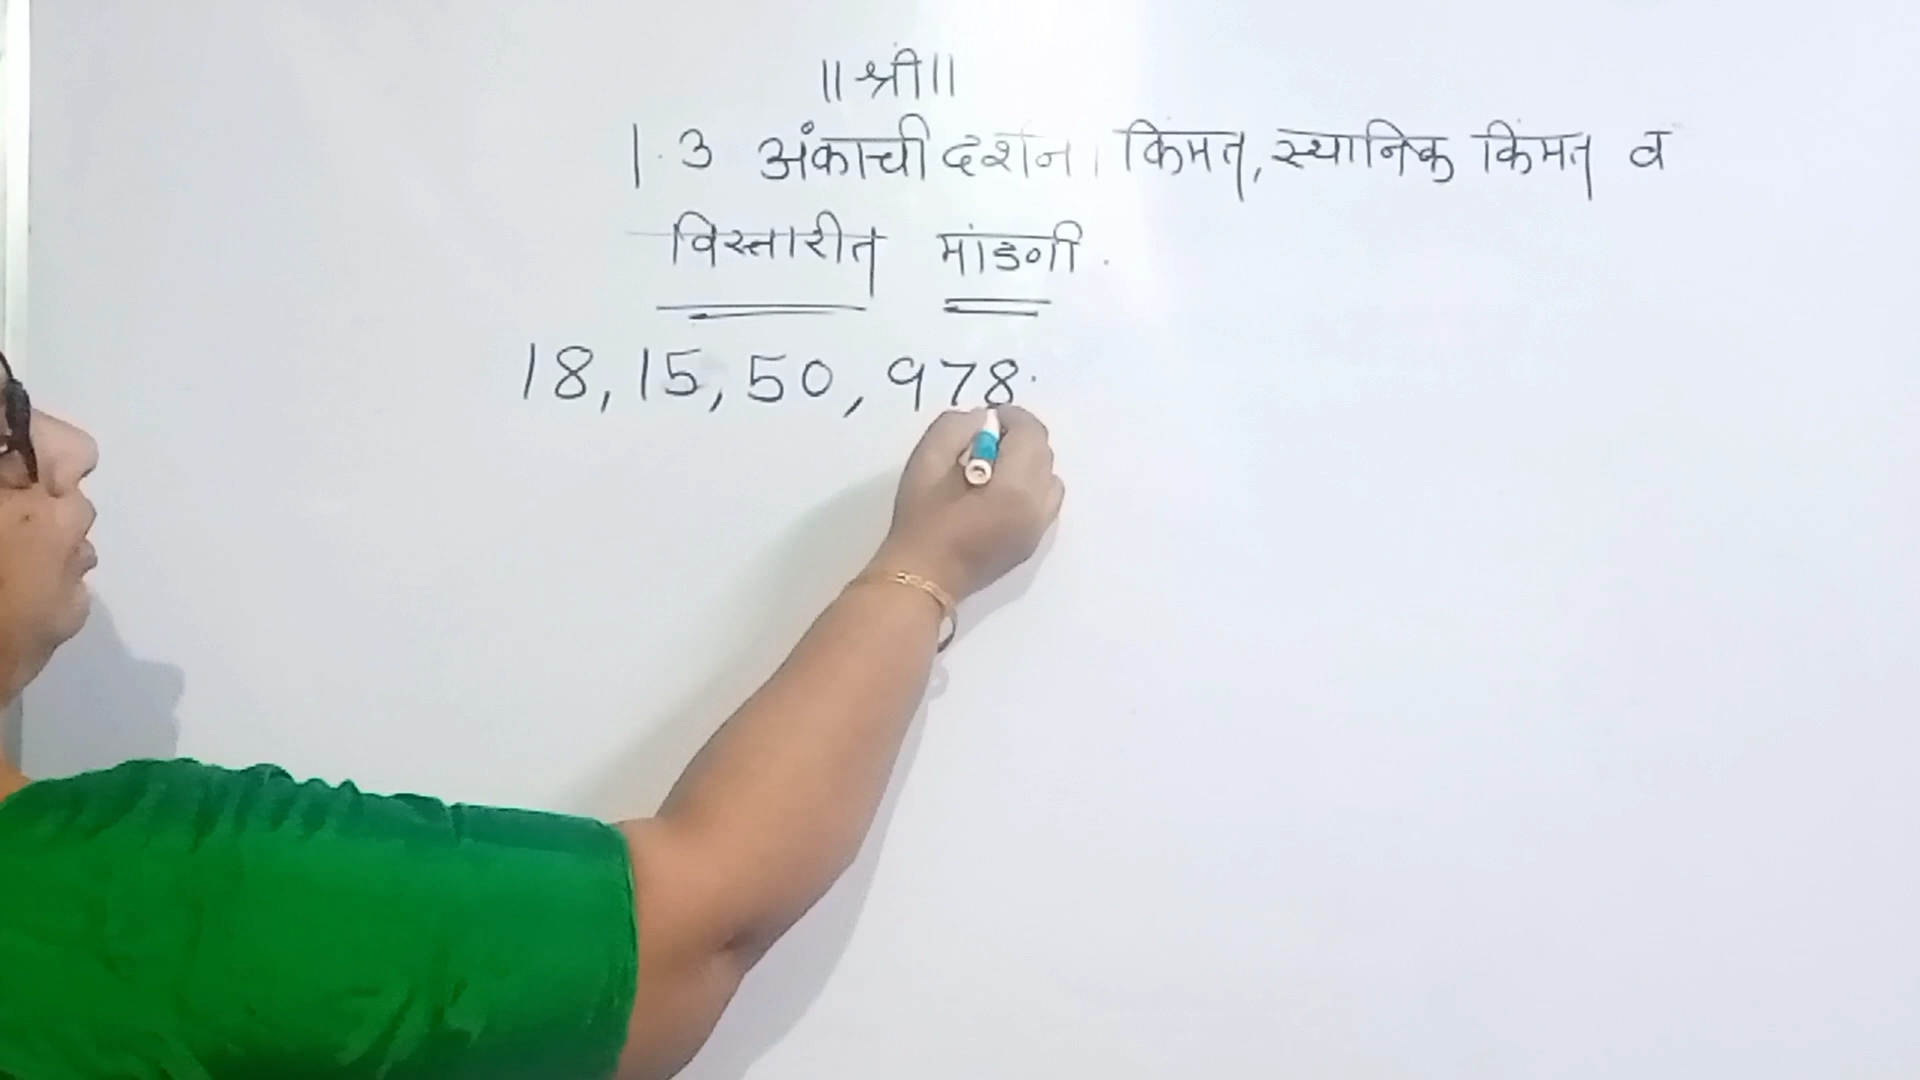 ॥ श्री ॥
1.3 अंकाची दर्शनी किंमत, स्थानिक किंमत व
विस्तारीत मांडणी.
18,15,50,978